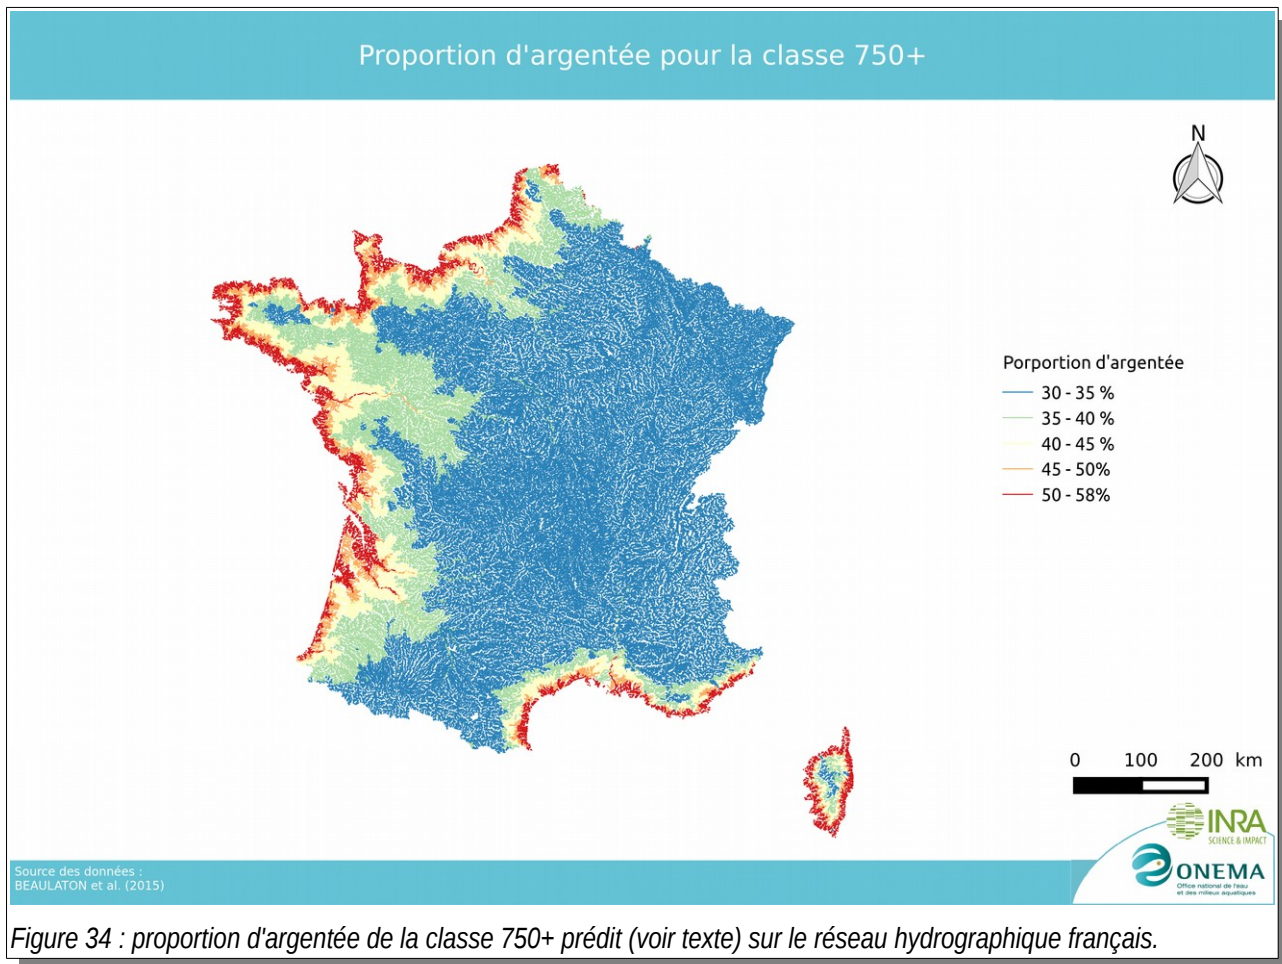 Proportion d'argentée pour la classe 750+
N
Porportion d'argentée
30 - 35 %
35 - 40 %
40 - 45 %
45 - 50%
50 - 58%
0 100 200 km
INRA
SCIENCE & IMPACT
ONEMA
Office national de l'eau
et des milieux aquatiques
Source des données :
BEAULATON et al. (2015)
Figure 34 : proportion d'argentée de la classe 750+ prédit (voir texte) sur le réseau hydrographique français.